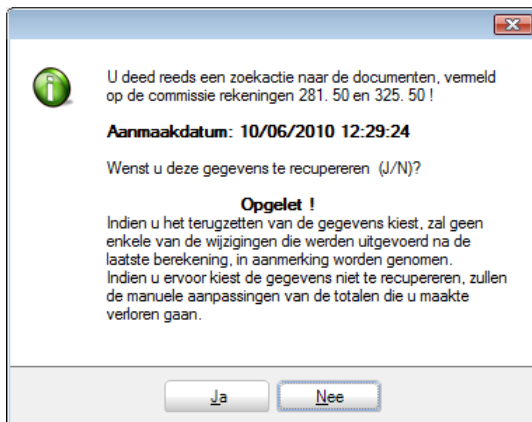 U deed reeds een zoekactie naar de documenten, vermeld
op de commissie rekeningen 281. 50 en 325. 50 !
Aanmaakdatum: 10/06/2010 12:29:24
Wenst u deze gegevens te recupereren (J/N)?
Opgelet !
Indien u het terugzetten van de gegevens kiest, zal geen
enkele van de wijzigingen die werden uitgevoerd na de
laatste berekening, in aanmerking worden genomen.
Indien u ervoor kiest de gegevens niet te recupereren, zullen
de manuele aanpassingen van de totalen die u maakte
verloren gaan.
Ja Nee